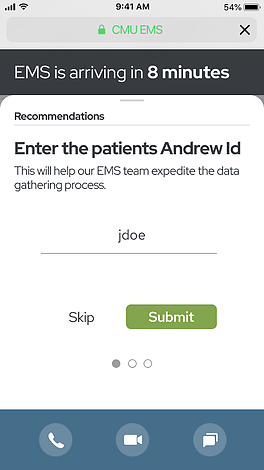 9:41 AM
54%
CMU EMS
EMS is arriving in 8 minutes
Recommendations
Enter the patients Andrew Id
This will help our EMS team expedite the data
gathering process.
jdoe
Skip
Submit